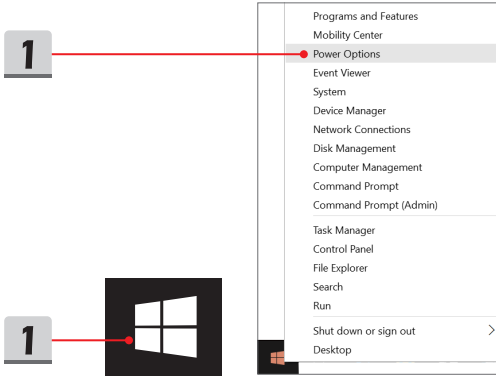 1
Programs and Features
Mobility Center
Power Options
Event Viewer
System
Device Manager
Network Connections
Disk Management
Computer Management
Command Prompt
Command Prompt (Admin)
Task Manager
Control Panel
File Explorer
Search
Run
Shut down or sign out
Desktop
1